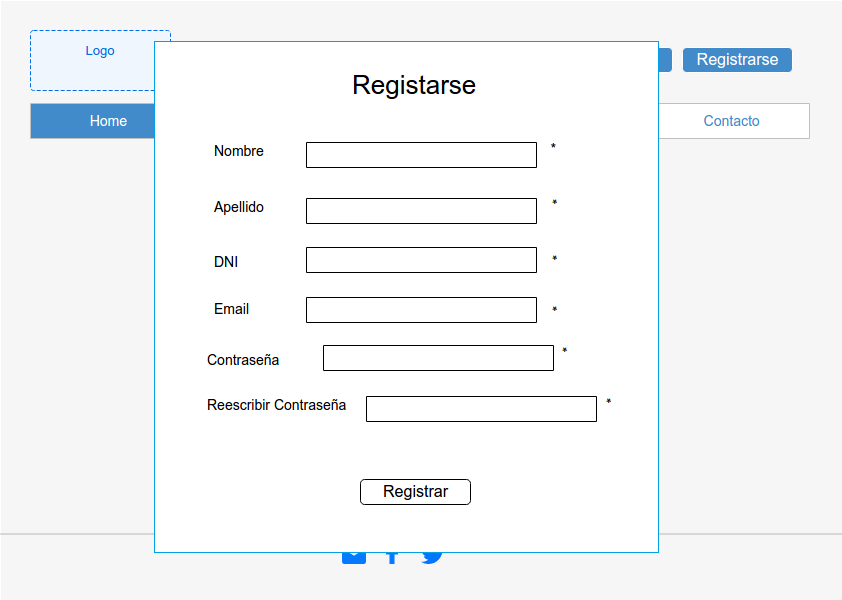 Logo
Registrarse
Home
Contacto
Registarse
Nombre *
Apellido *
DNI *
Email *
Contraseña *
Reescribir Contraseña *
Registrar